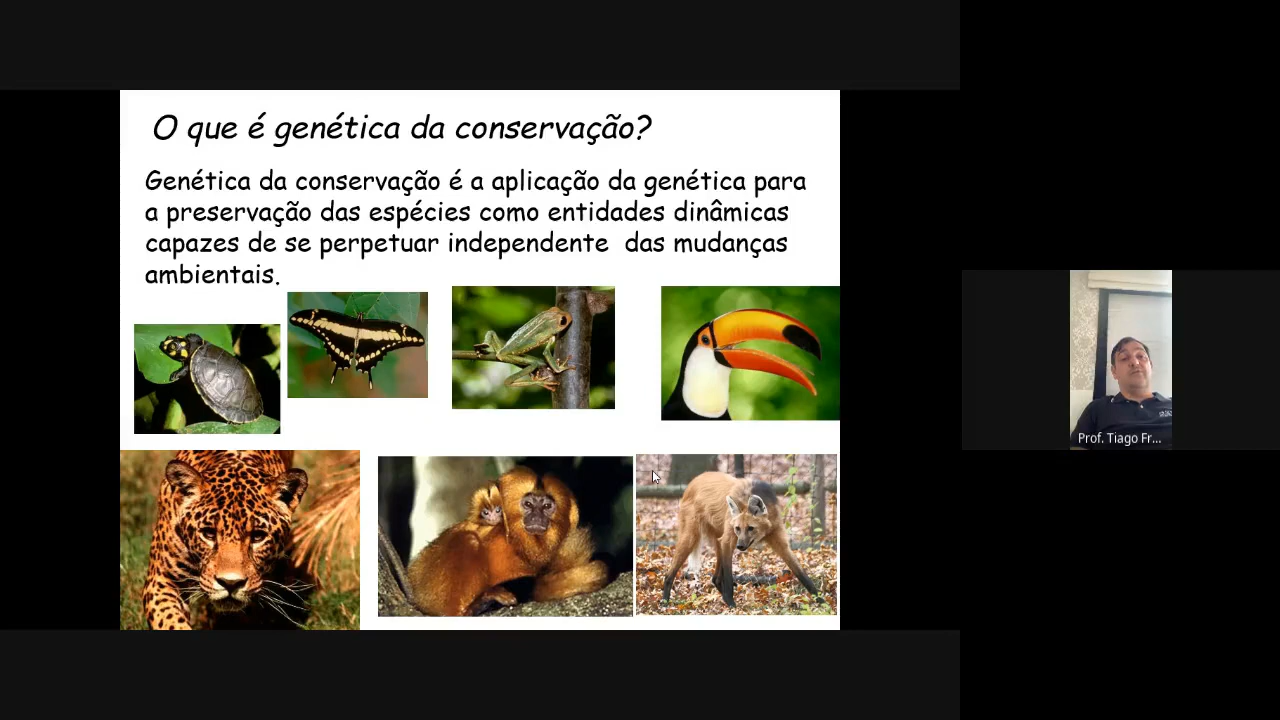 O que é genética da conservação?
Genética da conservação é a aplicação da genética para
a preservação das espécies como entidades dinâmicas
capazes de se perpetuar independente  das mudanças
ambientais.
Prof. Tiago Fr...